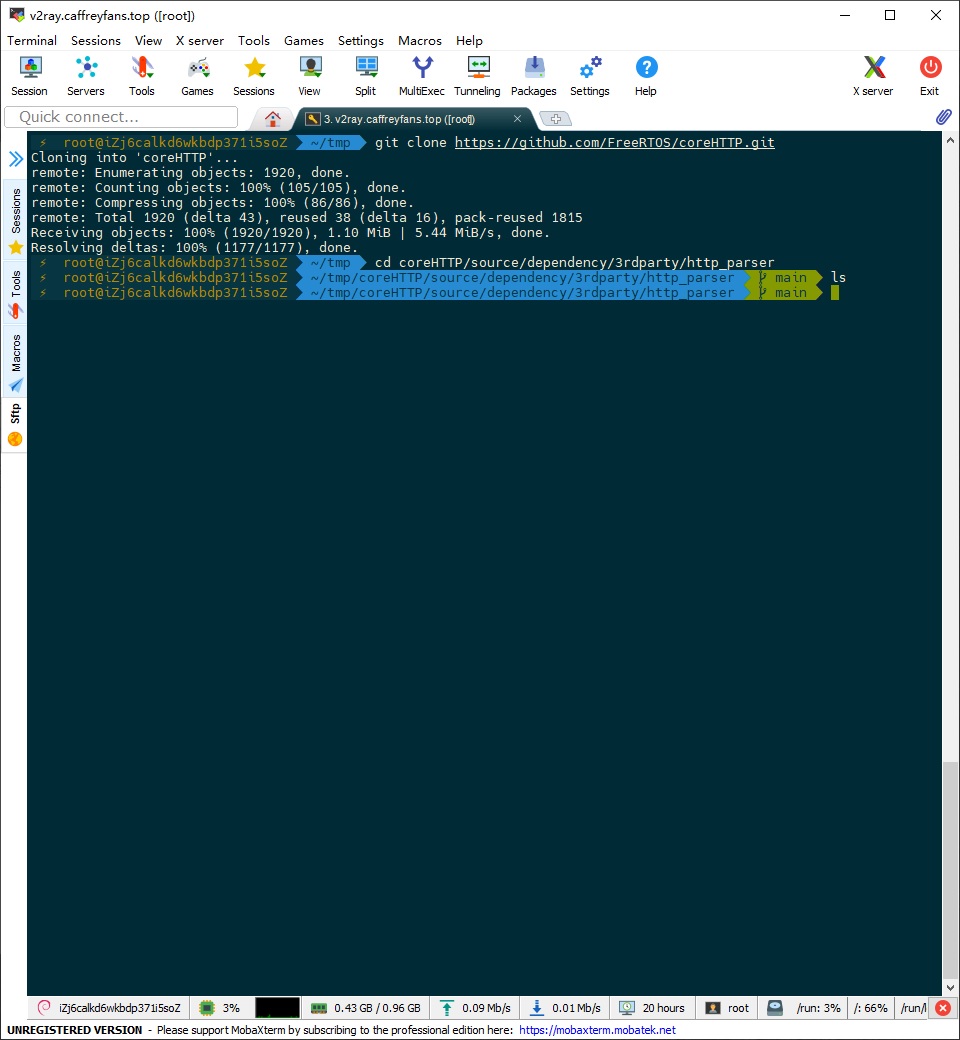 v2ray.caffreyfans.top ([root])
Terminal Sessions View X server Tools Games Settings Macros Help
Session Servers Tools Games Sessions View Split MultiExec Tunneling Packages Settings Help X server Exit
Quick connect...
3. v2ray.caffreyfans.top ([root])
Sessions
Tools
Macros
Sftp
root@iZj6calkd6wkbdp371i5soZ ~/tmp git clone https://github.com/FreeRTOS/coreHTTP.git
Cloning into 'coreHTTP'...
remote: Enumerating objects: 1920, done.
remote: Counting objects: 100% (105/105), done.
remote: Compressing objects: 100% (86/86), done.
remote: Total 1920 (delta 43), reused 38 (delta 16), pack-reused 1815
Receiving objects: 100% (1920/1920), 1.10 MiB | 5.44 MiB/s, done.
Resolving deltas: 100% (1177/1177), done.
root@iZj6calkd6wkbdp371i5soZ ~/tmp cd coreHTTP/source/dependency/3rdparty/http_parser
root@iZj6calkd6wkbdp371i5soZ ~/tmp/coreHTTP/source/dependency/3rdparty/http_parser main ls
root@iZj6calkd6wkbdp371i5soZ ~/tmp/coreHTTP/source/dependency/3rdparty/http_parser main
iZj6calkd6wkbdp371i5soZ 3% 0.43 GB / 0.96 GB 0.09 Mb/s 0.01 Mb/s 20 hours root /run: 3% /: 66% /run/l
UNREGISTERED VERSION - Please support MobaXterm by subscribing to the professional edition here: https://mobaxterm.mobatek.net